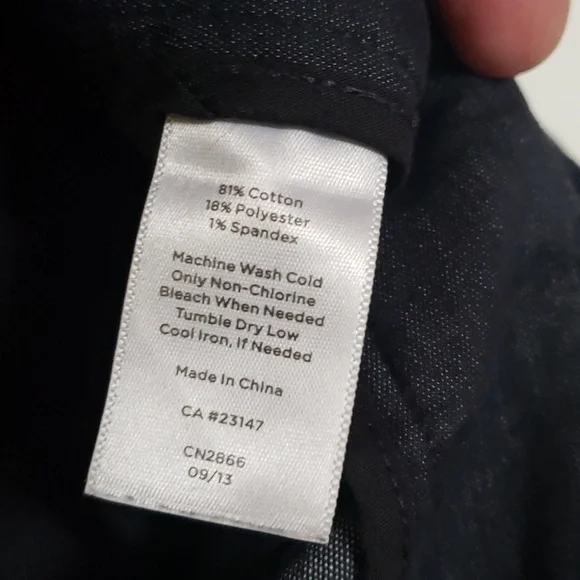 81% Cotton
18% Polyester
1% Spandex
Machine Wash Cold
Only Non-Chlorine
Bleach When Needed
Tumble Dry Low
Cool Iron, If Needed
Made In China
CA #23147
CN2866
09/13